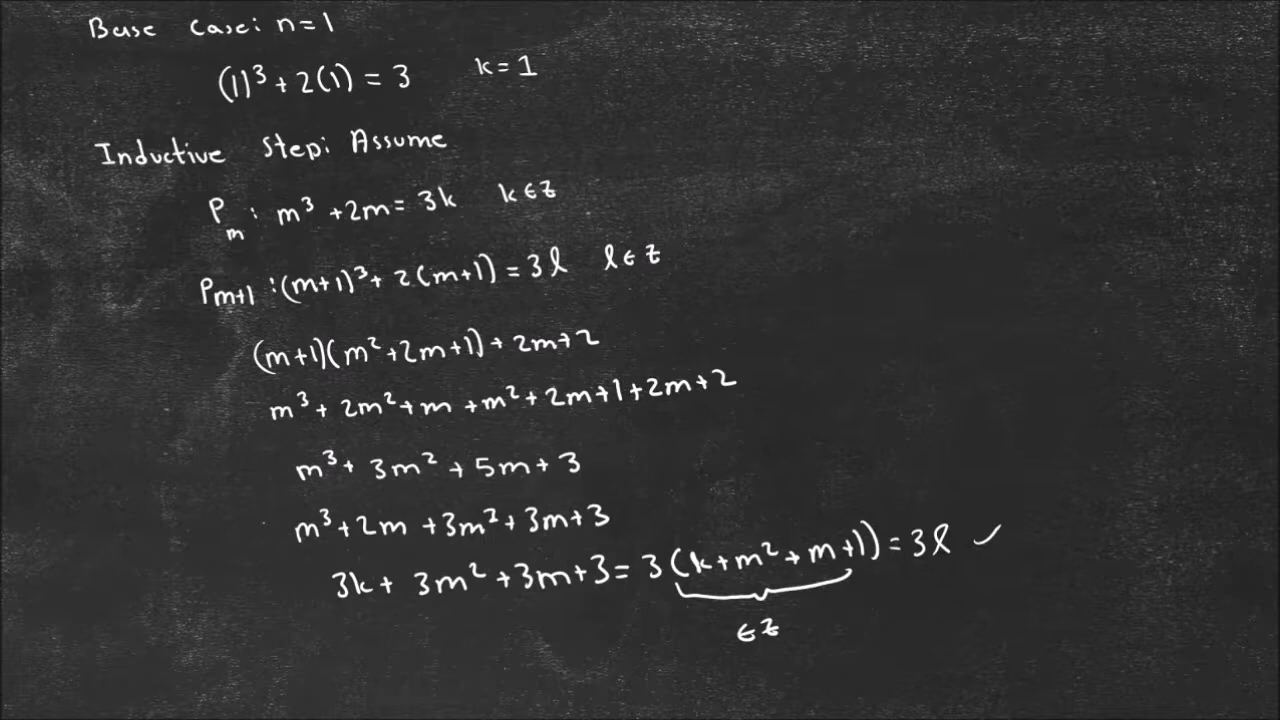 Base case: n=1
(1)³ + 2(1) = 3 k=1
Inductive step: Assume
Pₘ : m³ + 2m = 3k k∈ℤ
Pₘ₊₁ : (m+1)³ + 2(m+1) = 3l l∈ℤ
(m+1)(m²+2m+1) + 2m+2
m³ + 2m² + m + m² + 2m + 1 + 2m + 2
m³ + 3m² + 5m + 3
m³ + 2m + 3m² + 3m + 3
3k + 3m² + 3m + 3 = 3(k + m² + m + 1) = 3l ✓
∈ℤ